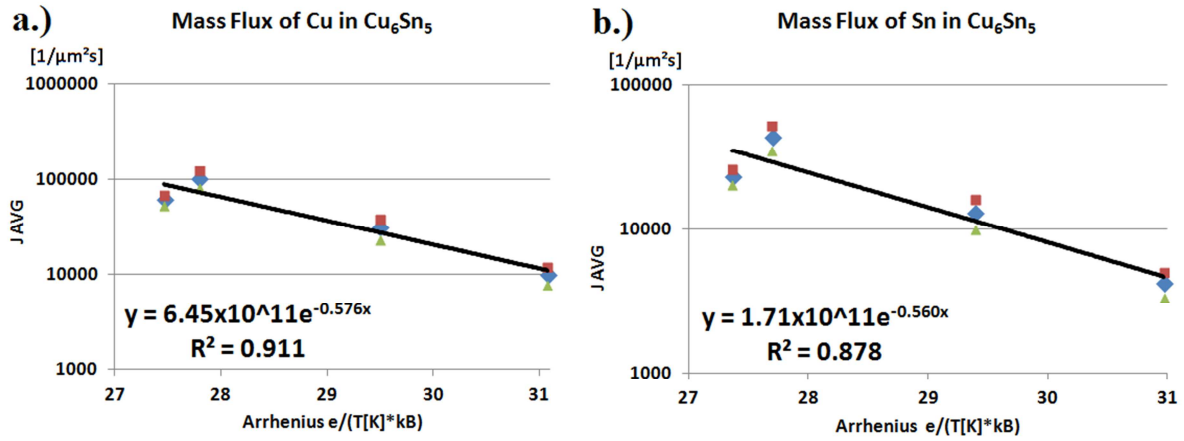 a.)
Mass Flux of Cu in Cu₆Sn₅
[1/µm²s]
1000000
100000
10000
1000
J AVG
y = 6.45x10^11e⁻⁰·⁵⁷⁶ˣ
R² = 0.911
27 28 29 30 31
Arrhenius e/(T[K]*kB)
b.)
Mass Flux of Sn in Cu₆Sn₅
[1/µm²s]
100000
10000
1000
J AVG
y = 1.71x10^11e⁻⁰·⁵⁶⁰ˣ
R² = 0.878
27 28 29 30 31
Arrhenius e/(T[K]*kB)